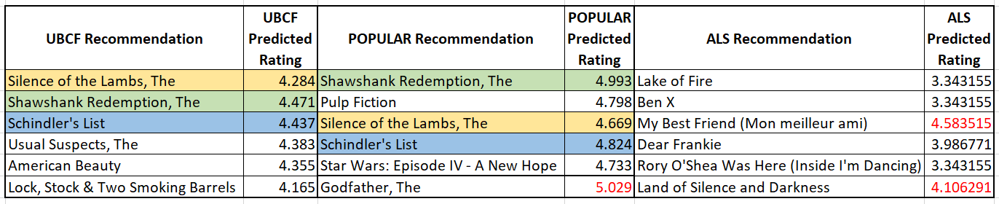 UBCF Recommendation UBCF Predicted Rating POPULAR Recommendation POPULAR Predicted Rating ALS Recommendation ALS Predicted Rating
Silence of the Lambs, The 4.284 Shawshank Redemption, The 4.993 Lake of Fire 3.343155
Shawshank Redemption, The 4.471 Pulp Fiction 4.798 Ben X 3.343155
Schindler's List 4.437 Silence of the Lambs, The 4.669 My Best Friend (Mon meilleur ami) 4.583515
Usual Suspects, The 4.383 Schindler's List 4.824 Dear Frankie 3.986771
American Beauty 4.355 Star Wars: Episode IV - A New Hope 4.733 Rory O'Shea Was Here (Inside I'm Dancing) 3.343155
Lock, Stock & Two Smoking Barrels 4.165 Godfather, The 5.029 Land of Silence and Darkness 4.106291